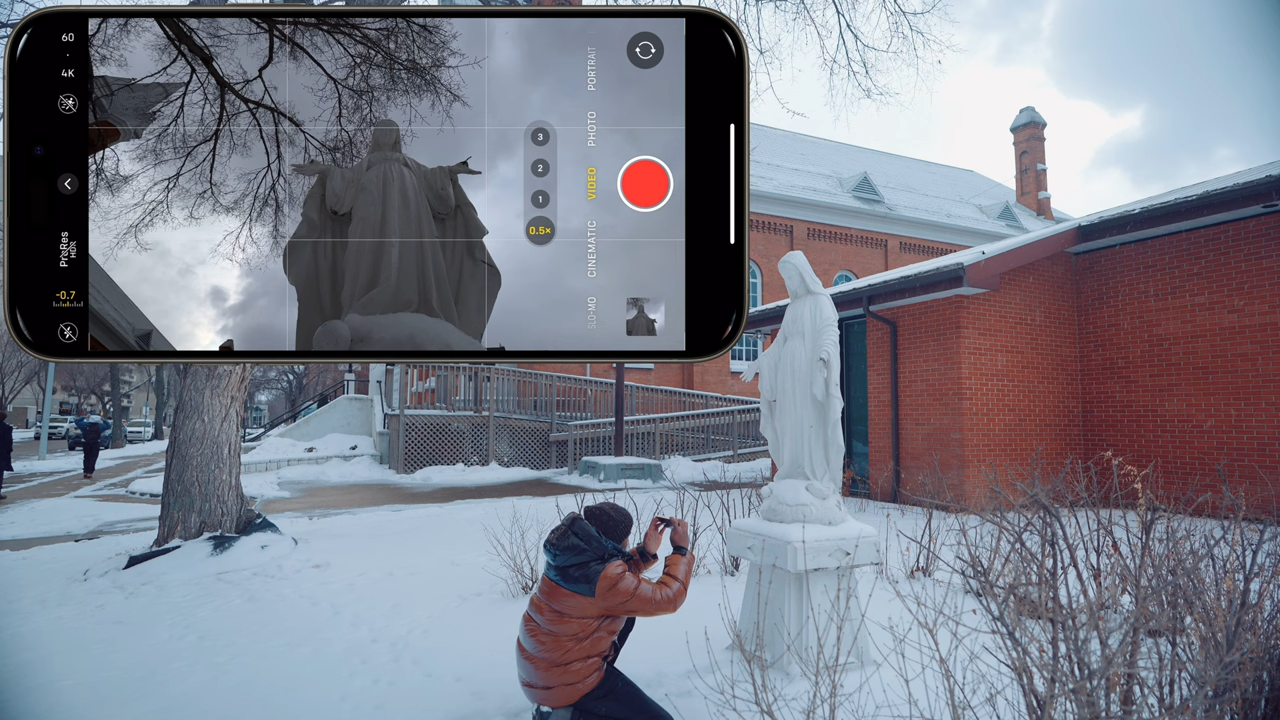 60
4K
ProRes
HDR
-0.7
3
2
1
0.5×
PORTRAIT
PHOTO
VIDEO
CINEMATIC
SLO-MO